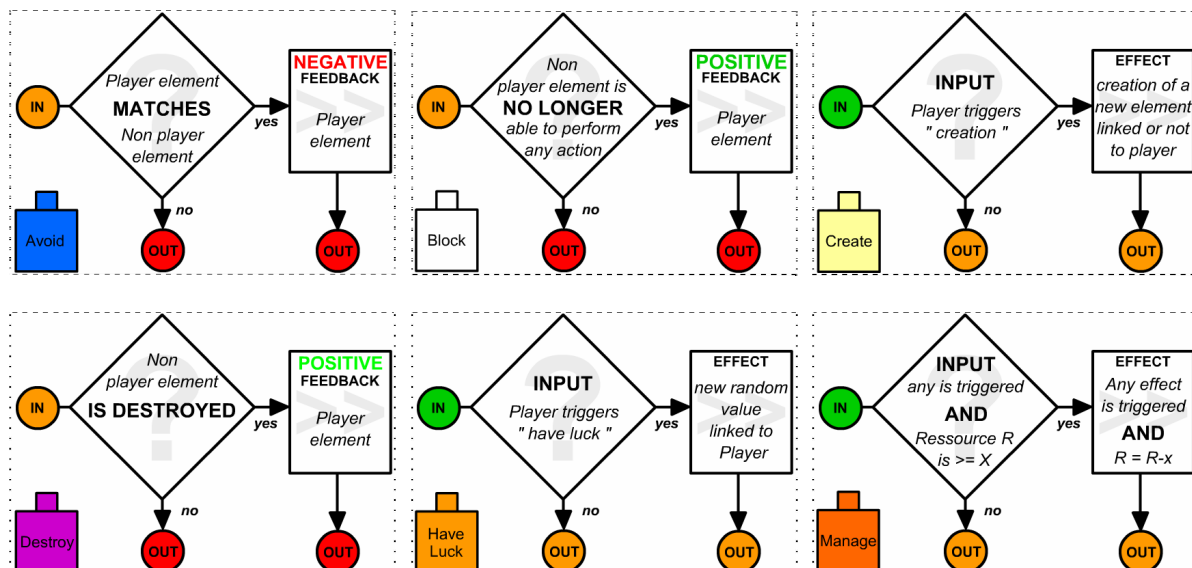 IN
Player element
MATCHES
Non player
element
yes
NEGATIVE
FEEDBACK
Player
element
no
OUT
OUT
Avoid
IN
Non
player element is
NO LONGER
able to perform
any action
yes
POSITIVE
FEEDBACK
Player
element
no
OUT
OUT
Block
IN
INPUT
Player triggers
" creation "
yes
EFFECT
creation of a
new element
linked or not
to player
no
OUT
OUT
Create
IN
Non
player element
IS DESTROYED
yes
POSITIVE
FEEDBACK
Player
element
no
OUT
OUT
Destroy
IN
INPUT
Player triggers
" have luck "
yes
EFFECT
new random
value
linked to
Player
no
OUT
OUT
Have
Luck
IN
INPUT
any is triggered
AND
Ressource R
is >= X
yes
EFFECT
Any effect
is triggered
AND
R = R-x
no
OUT
OUT
Manage